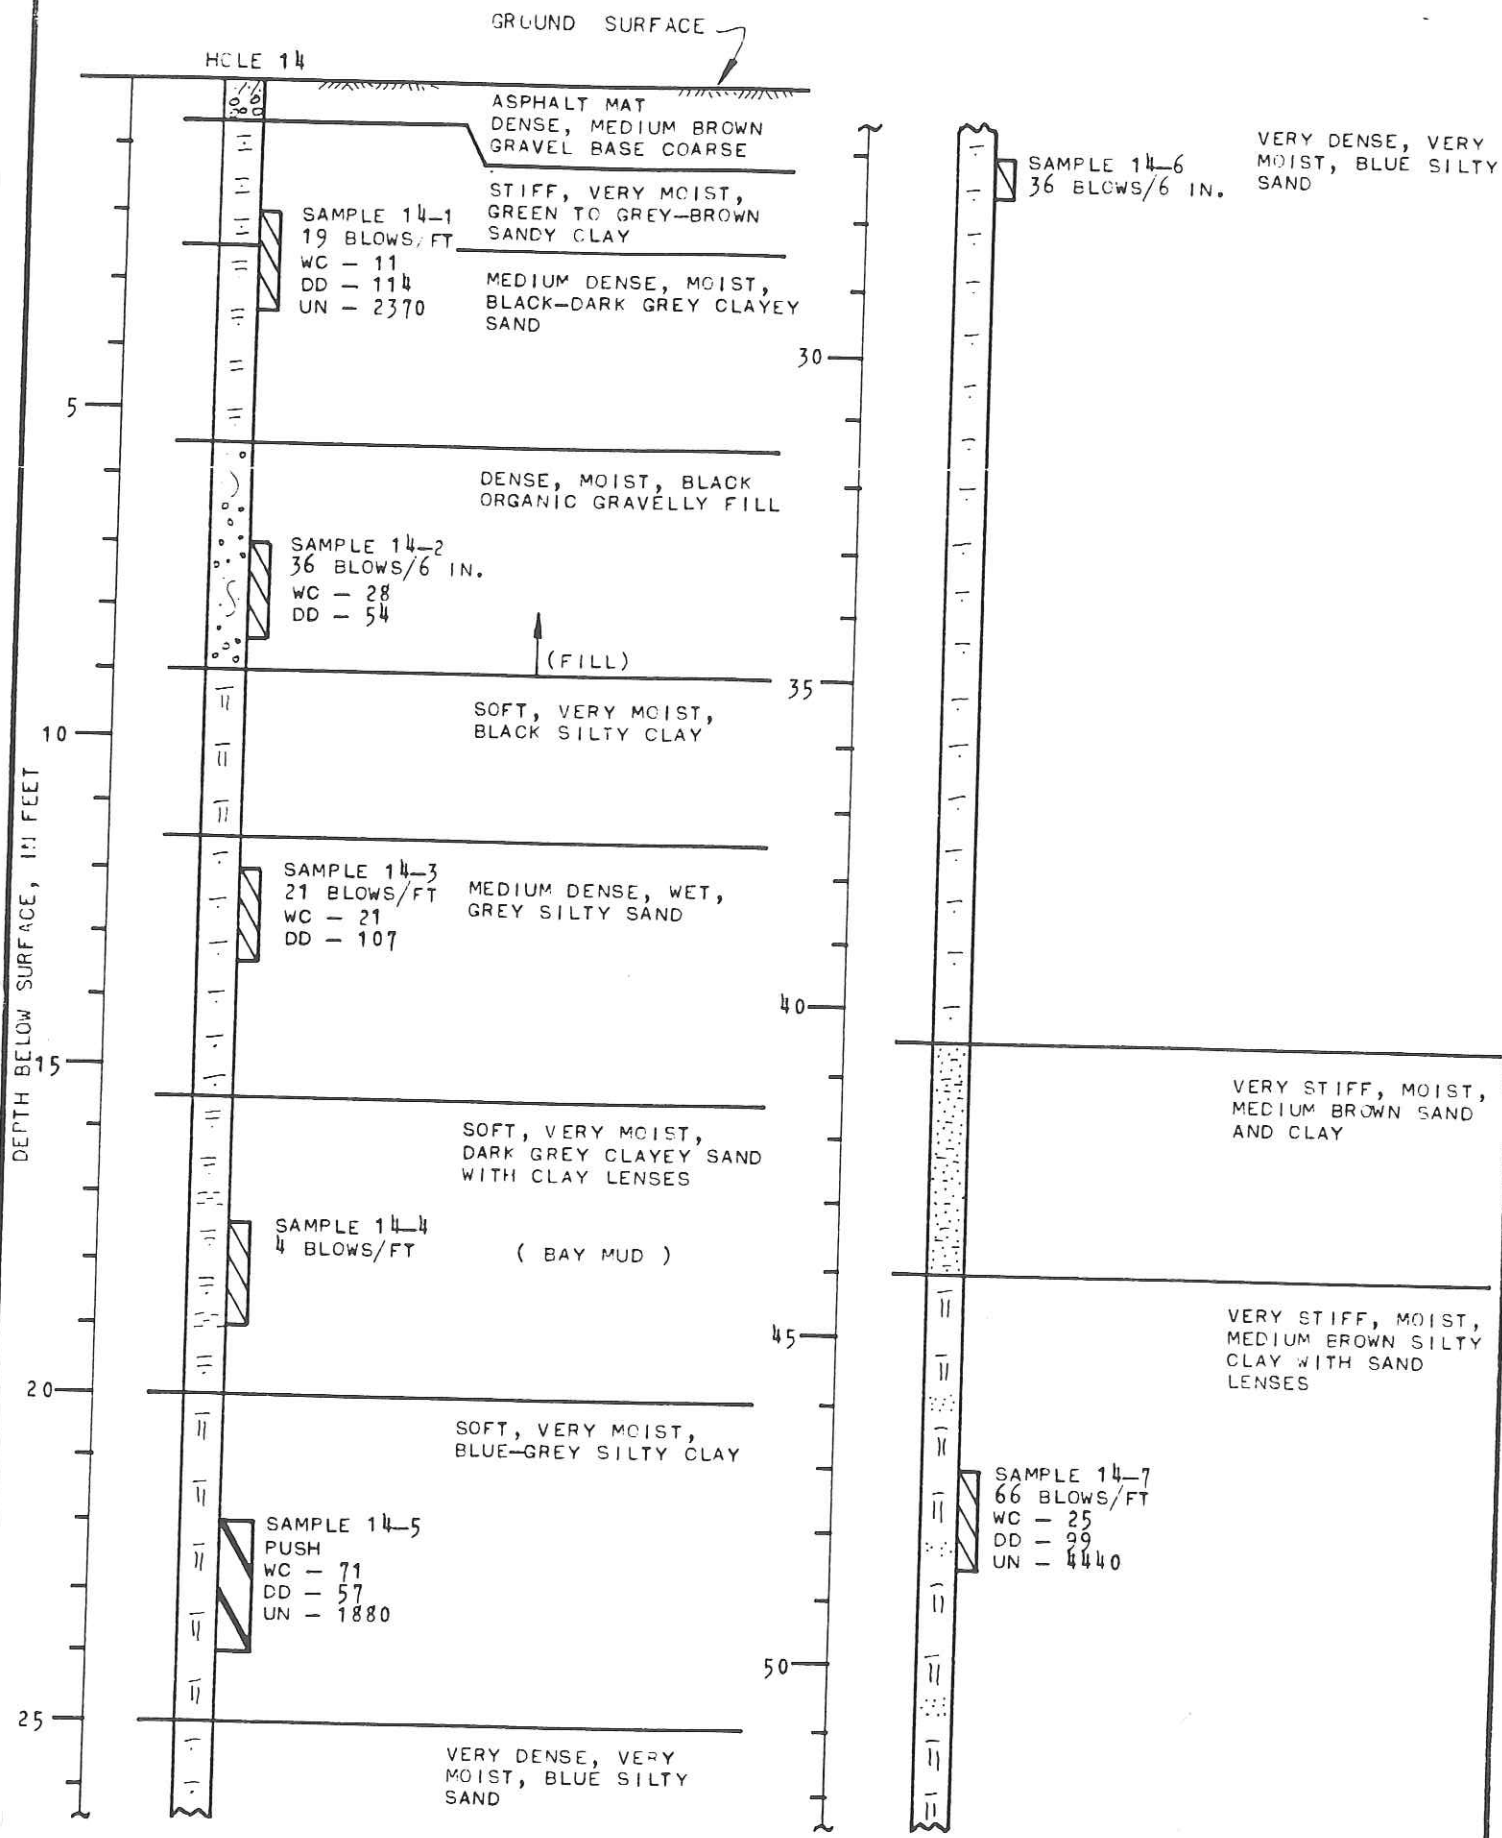 GROUND SURFACE
HOLE 14
ASPHALT MAT
DENSE, MEDIUM BROWN
GRAVEL BASE COARSE
STIFF, VERY MOIST,
GREEN TO GREY-BROWN
SANDY CLAY
SAMPLE 14-1
19 BLOWS/FT
WC - 11
DD - 114
UN - 2370
MEDIUM DENSE, MOIST,
BLACK-DARK GREY CLAYEY
SAND
5
DENSE, MOIST, BLACK
ORGANIC GRAVELLY FILL
SAMPLE 14-2
36 BLOWS/6 IN.
WC - 28
DD - 54
(FILL)
SOFT, VERY MOIST,
BLACK SILTY CLAY
10
DEPTH BELOW SURFACE, IN FEET
SAMPLE 14-3
21 BLOWS/FT
WC - 21
DD - 107
MEDIUM DENSE, WET,
GREY SILTY SAND
15
SOFT, VERY MOIST,
DARK GREY CLAYEY SAND
WITH CLAY LENSES
SAMPLE 14-4
4 BLOWS/FT
( BAY MUD )
20
SOFT, VERY MOIST,
BLUE-GREY SILTY CLAY
SAMPLE 14-5
PUSH
WC - 71
DD - 57
UN - 1880
25
VERY DENSE, VERY
MOIST, BLUE SILTY
SAND
SAMPLE 14-6
36 BLOWS/6 IN.
VERY DENSE, VERY
MOIST, BLUE SILTY
SAND
30
35
40
VERY STIFF, MOIST,
MEDIUM BROWN SAND
AND CLAY
45
VERY STIFF, MOIST,
MEDIUM BROWN SILTY
CLAY WITH SAND
LENSES
SAMPLE 14-7
66 BLOWS/FT
WC - 25
DD - 99
UN - 4440
50